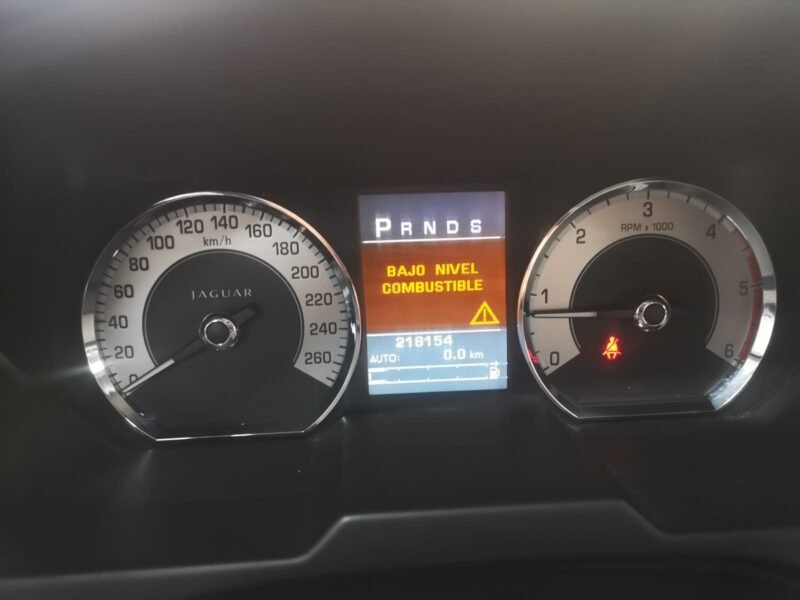 0 20 40 60 80 100 120 140 160 180 200 220 240 260
km/h
JAGUAR
P R N D S
BAJO NIVEL
COMBUSTIBLE
218154
AUTO: 0.0 km
0 1 2 3 4 5 6
RPM x 1000